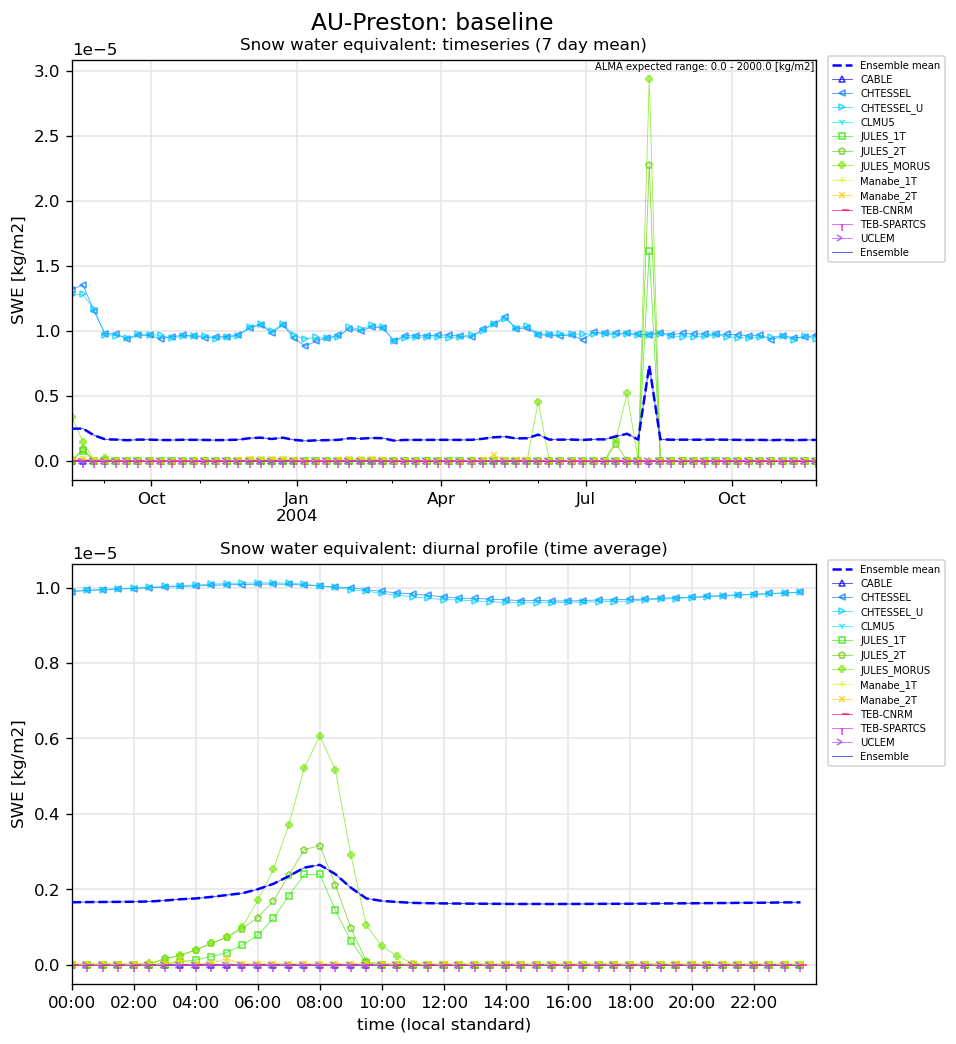 AU-Preston: baseline
Snow water equivalent: timeseries (7 day mean)
1e−5
ALMA expected range: 0.0 - 2000.0 [kg/m2]
3.0
2.5
2.0
1.5
1.0
0.5
0.0
SWE [kg/m2]
Oct
Jan
2004
Apr
Jul
Oct
Ensemble mean
CABLE
CHTESSEL
CHTESSEL_U
CLMU5
JULES_1T
JULES_2T
JULES_MORUS
Manabe_1T
Manabe_2T
TEB-CNRM
TEB-SPARTCS
UCLEM
Ensemble
Snow water equivalent: diurnal profile (time average)
1e−5
1.0
0.8
0.6
0.4
0.2
0.0
SWE [kg/m2]
00:00 02:00 04:00 06:00 08:00 10:00 12:00 14:00 16:00 18:00 20:00 22:00
time (local standard)
Ensemble mean
CABLE
CHTESSEL
CHTESSEL_U
CLMU5
JULES_1T
JULES_2T
JULES_MORUS
Manabe_1T
Manabe_2T
TEB-CNRM
TEB-SPARTCS
UCLEM
Ensemble